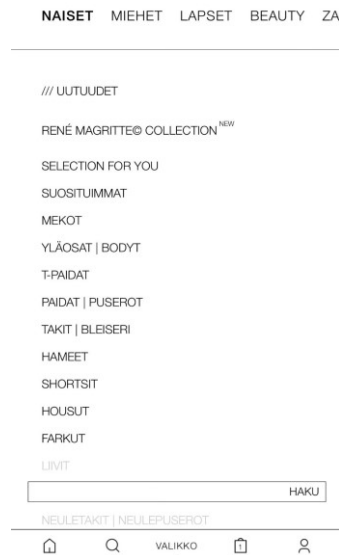 NAISET MIEHET LAPSET BEAUTY ZA
/// UUTUUDET
RENÉ MAGRITTE© COLLECTION NEW
SELECTION FOR YOU
SUOSITUIMMAT
MEKOT
YLÄOSAT | BODYT
T-PAIDAT
PAIDAT | PUSEROT
TAKIT | BLEISERI
HAMEET
SHORTSIT
HOUSUT
FARKUT
LIIVIT
HAKU
NEULETAKIT | NEULEPUSEROT
VALIKKO 1